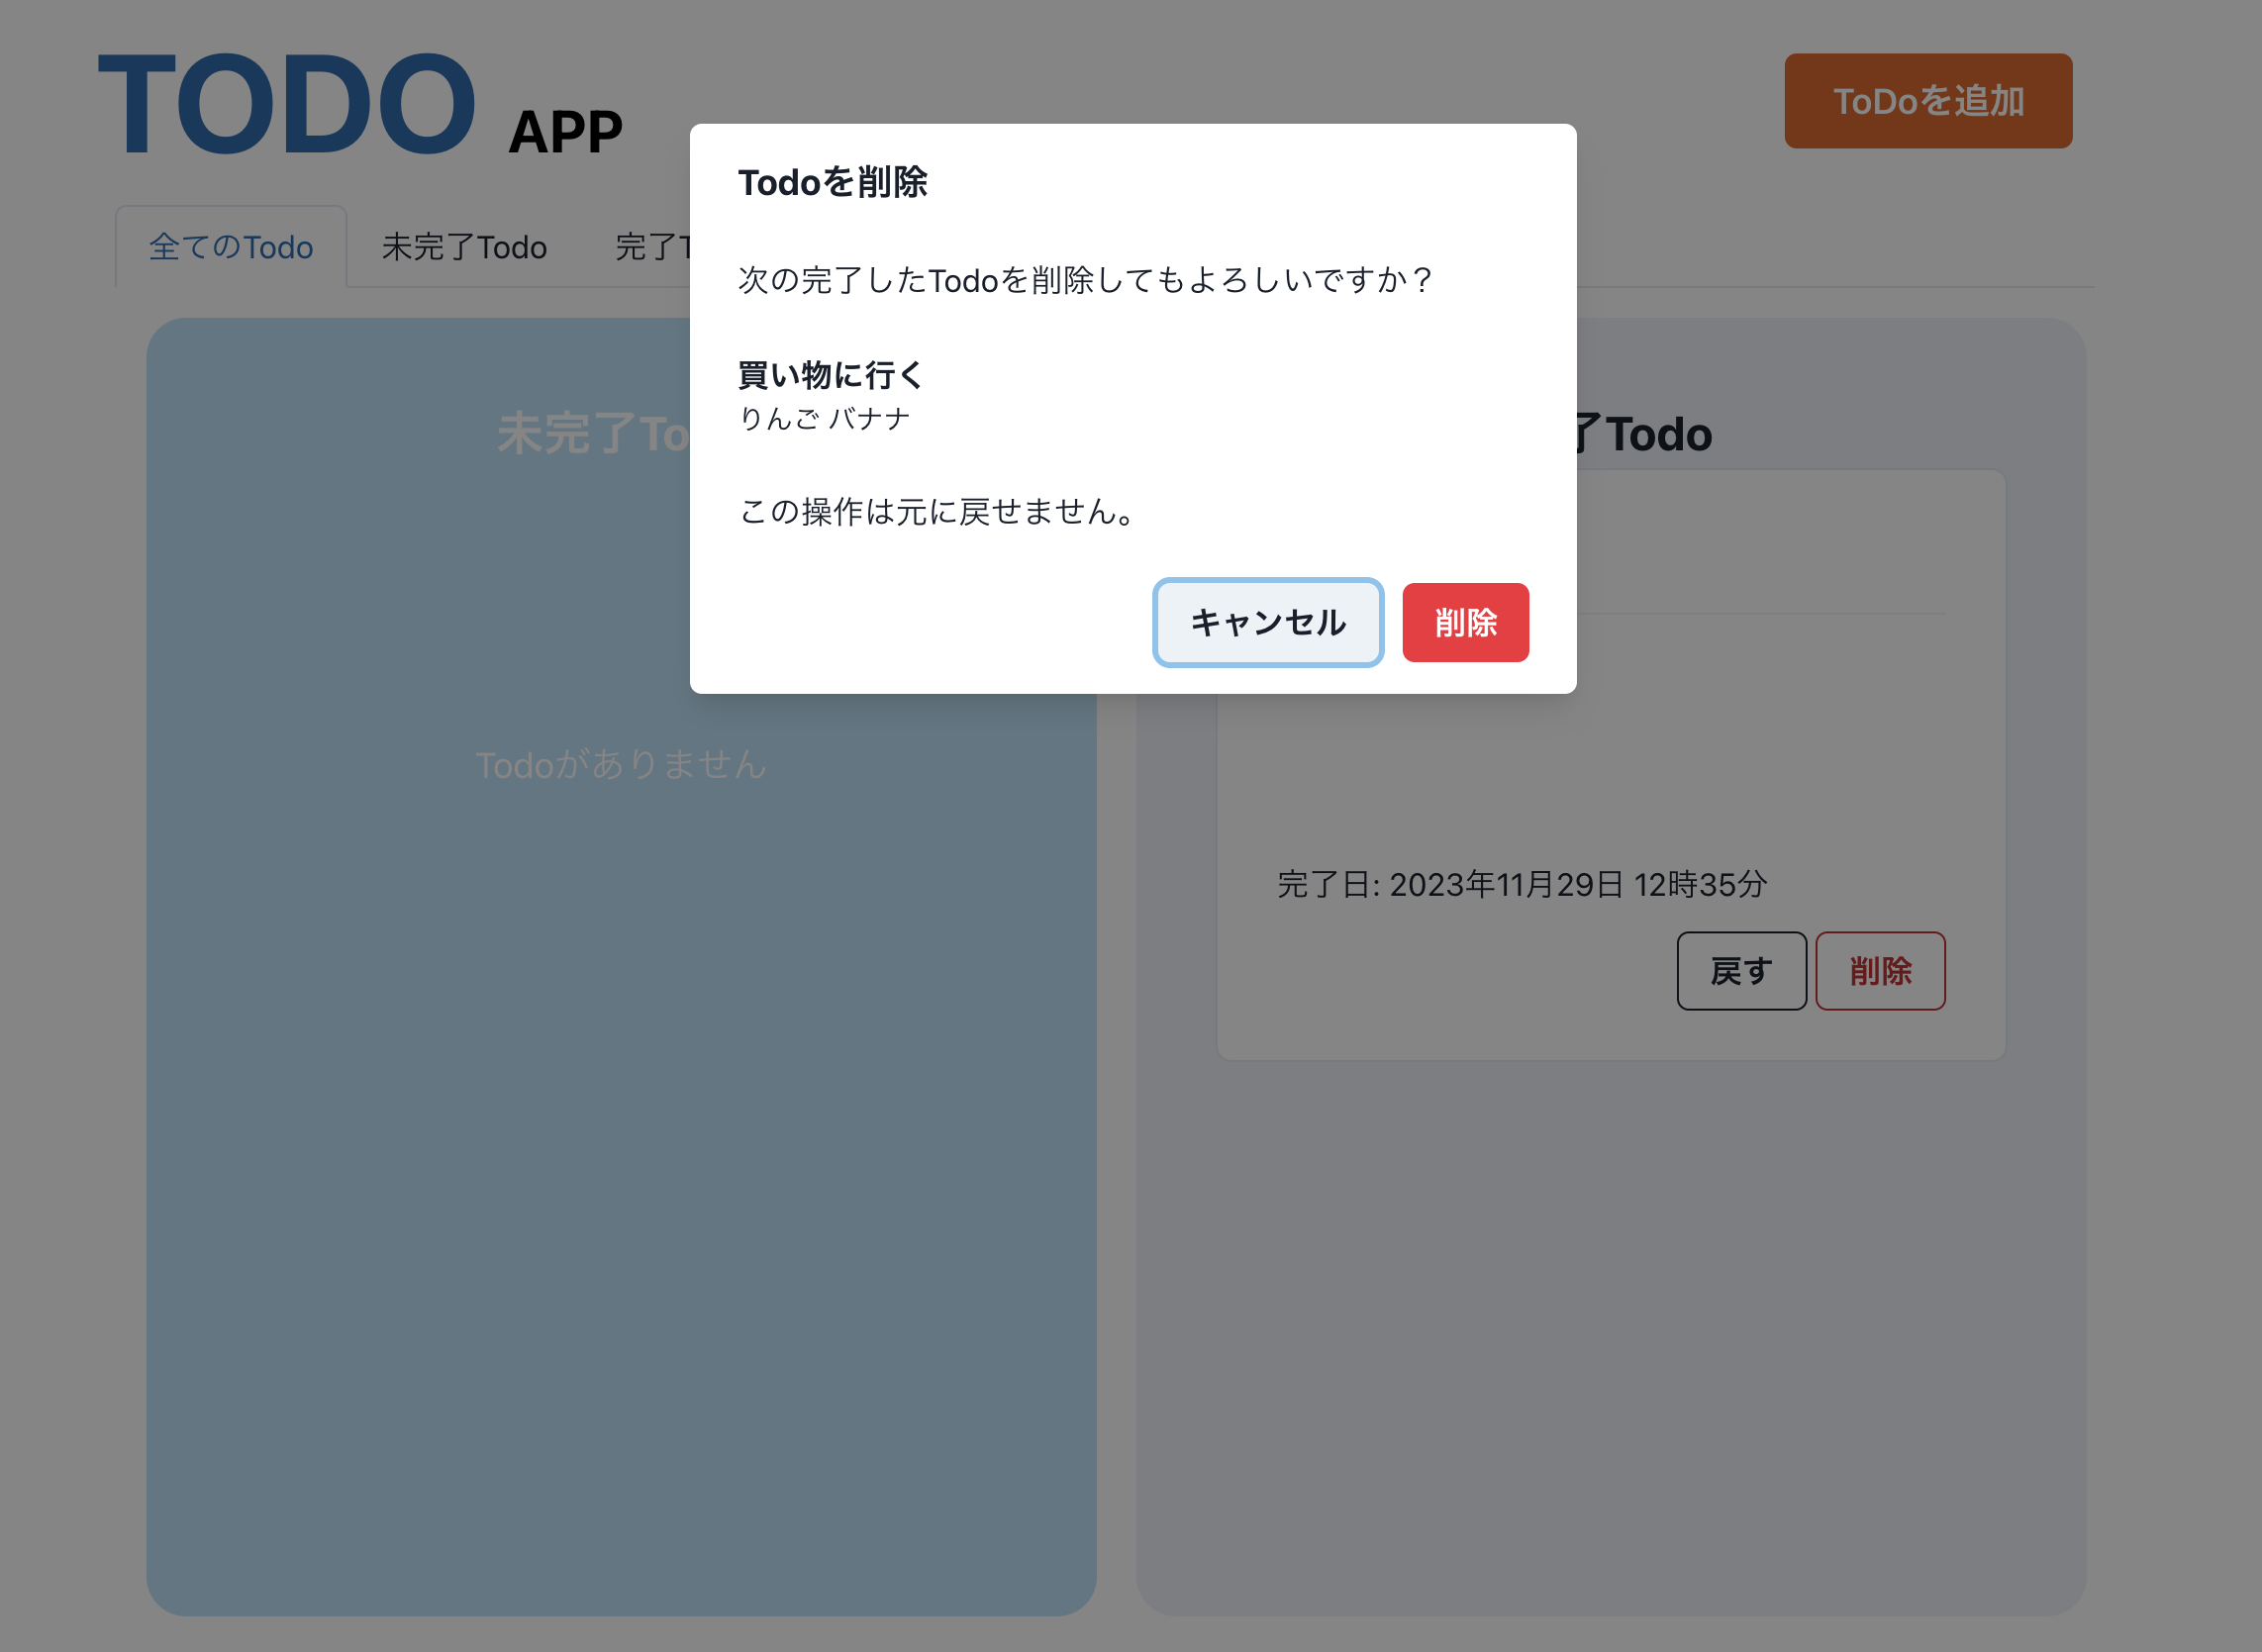 TODO APP
ToDoを追加
全てのTodo
未完了Todo
完了T
Todoを削除
次の完了したTodoを削除してもよろしいですか？
買い物に行く
りんご バナナ
この操作は元に戻せません。
キャンセル
削除
未完了To
了Todo
Todoがありません
完了日: 2023年11月29日 12時35分
戻す
削除